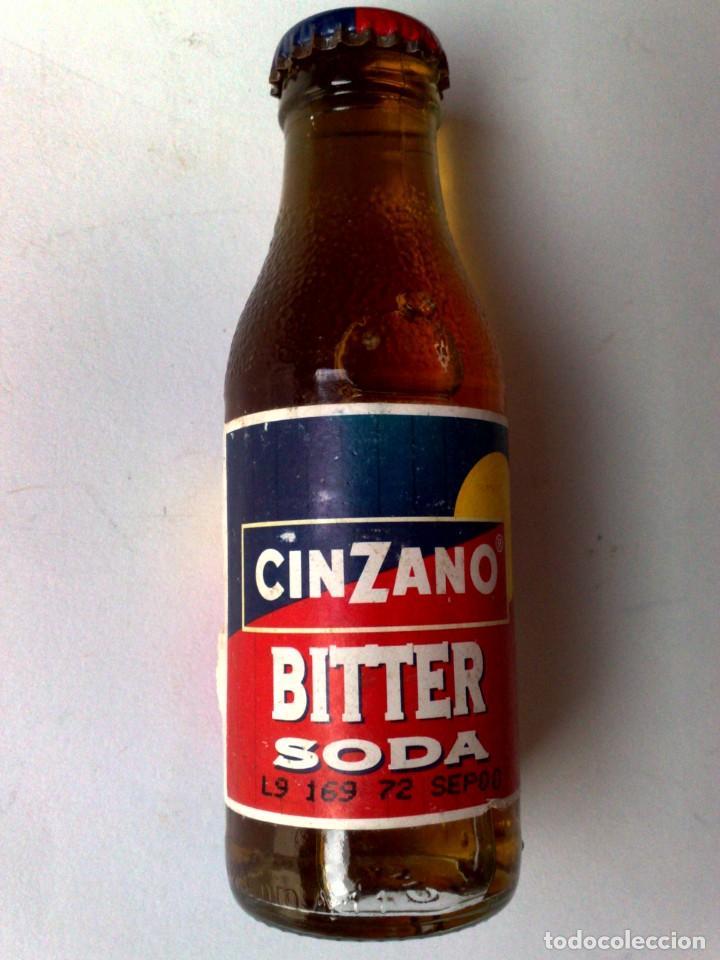 CINZANO®
BITTER
SODA
L9 169 72 SEP00
todocoleccion